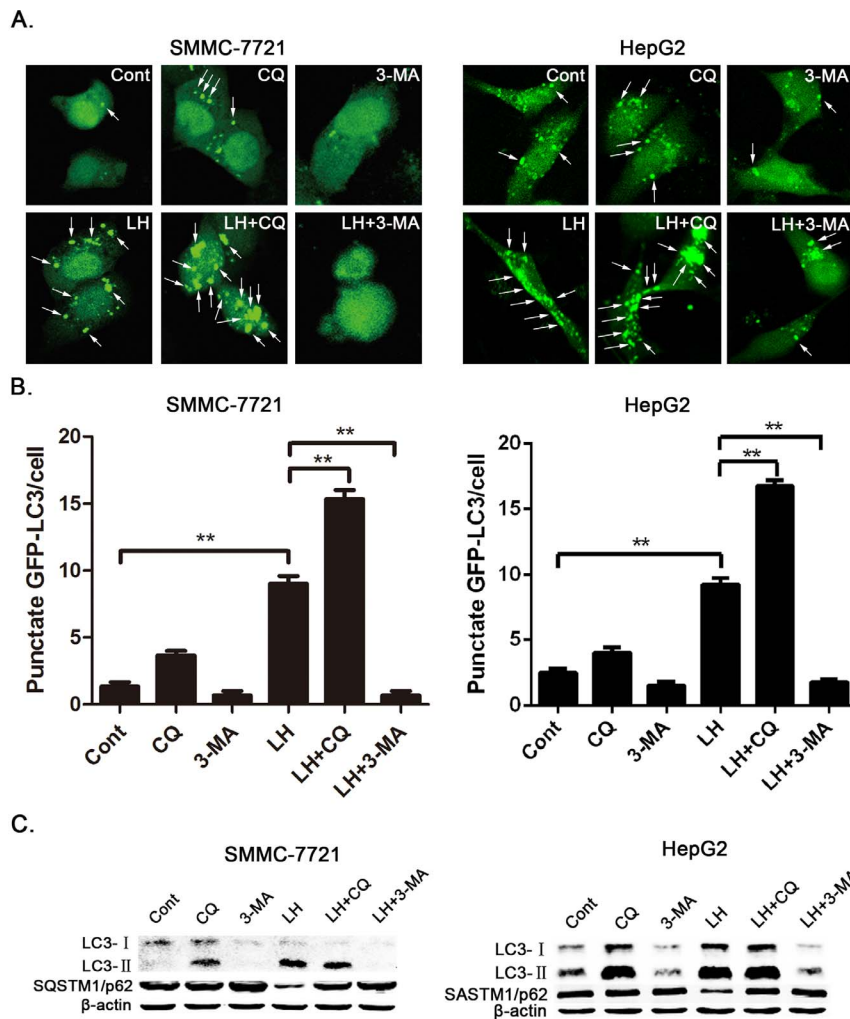 A.
SMMC-7721 HepG2
Cont CQ 3-MA Cont CQ 3-MA
LH LH+CQ LH+3-MA LH LH+CQ LH+3-MA
B.
SMMC-7721
Punctate GFP-LC3/cell
20
15
10
5
0
**
**
**
Cont CQ 3-MA LH LH+CQ LH+3-MA
HepG2
Punctate GFP-LC3/cell
20
15
10
5
0
**
**
**
Cont CQ 3-MA LH LH+CQ LH+3-MA
C.
SMMC-7721
Cont CQ 3-MA LH LH+CQ LH+3-MA
LC3-Ⅰ
LC3-Ⅱ
SQSTM1/p62
β-actin
HepG2
Cont CQ 3-MA LH LH+CQ LH+3-MA
LC3-Ⅰ
LC3-Ⅱ
SASTM1/p62
β-actin